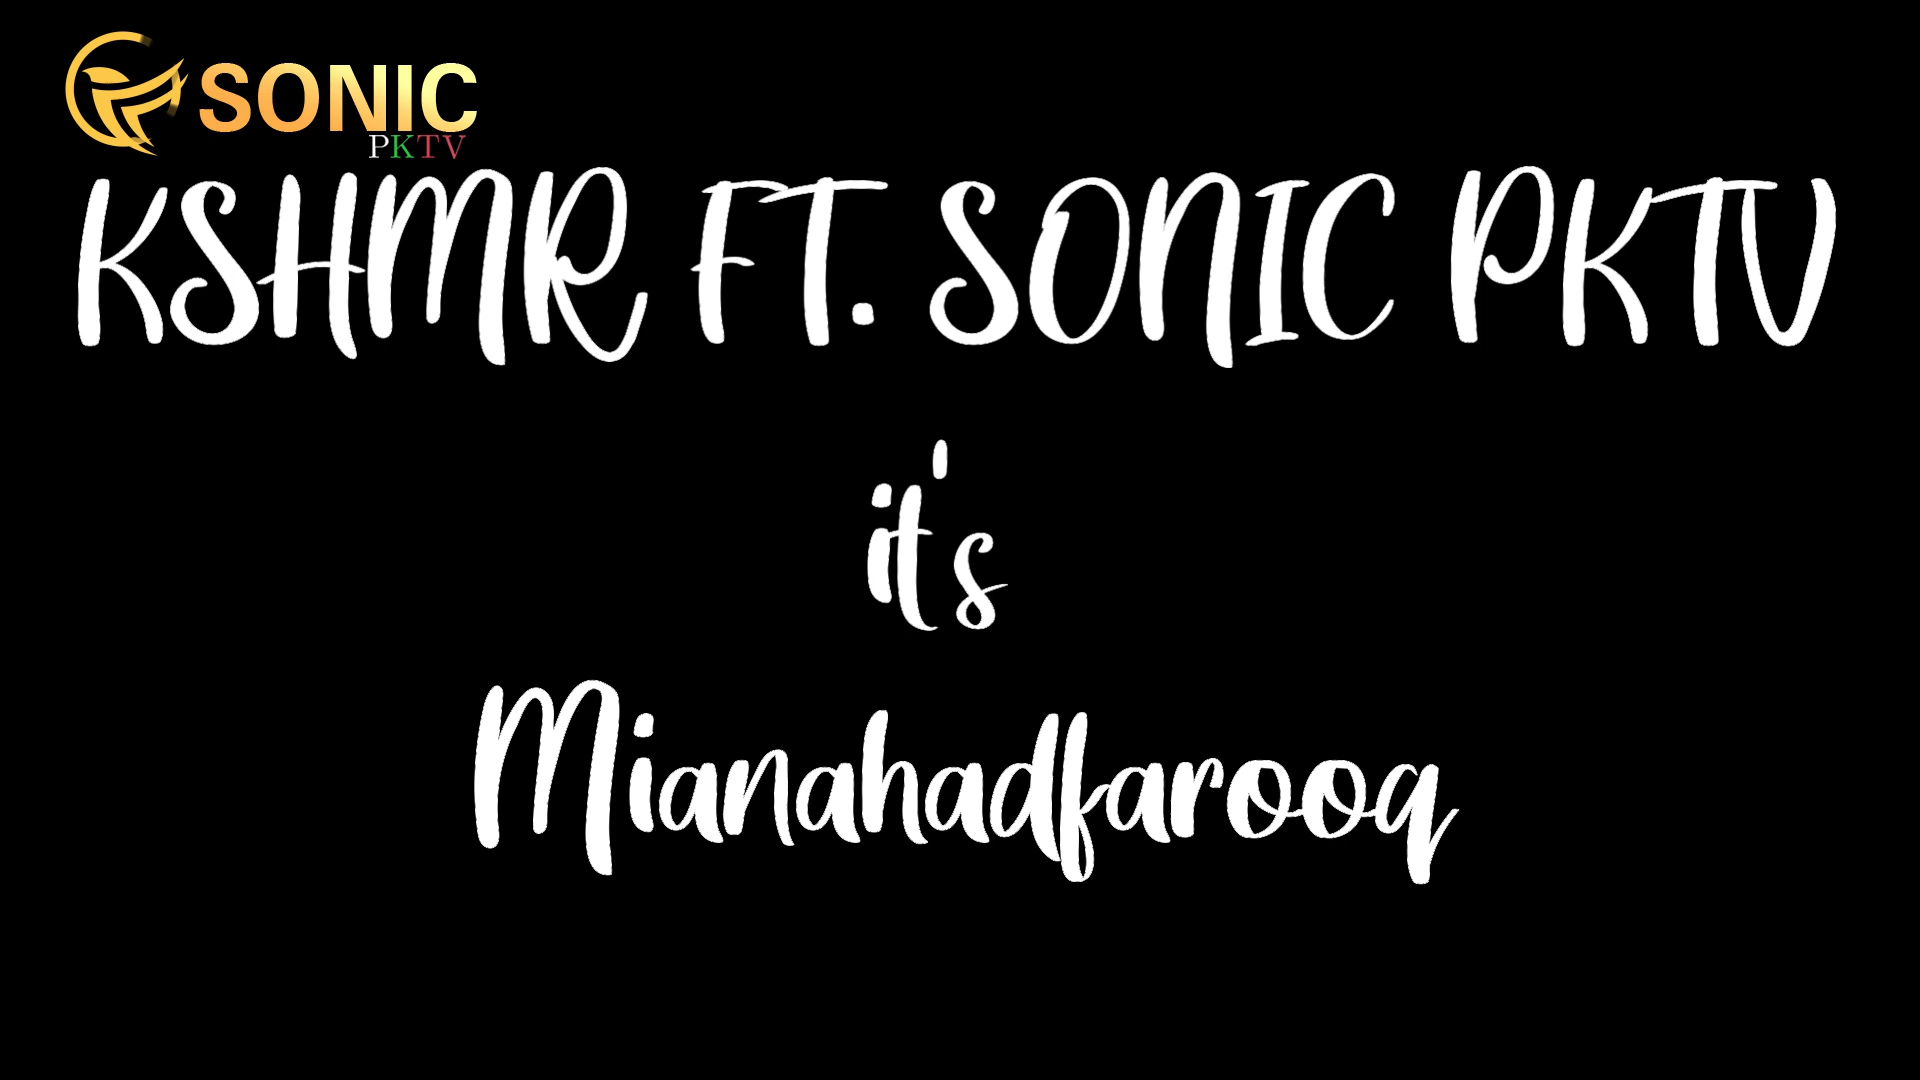 SONIC
PKTV
KSHMR FT. SONIC PKTV
it's
Mianahadfarooq